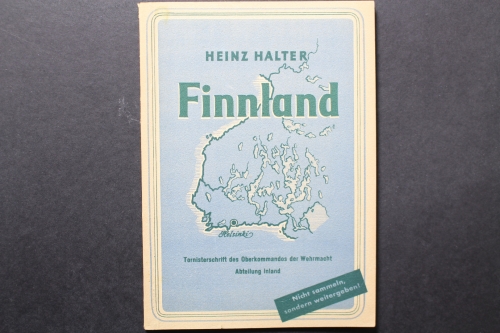 HEINZ HALTER
Finnland
Helsinki
Tornisterschrift des Oberkommandos der Wehrmacht
Abteilung Inland
Nicht sammeln,
sondern weitergeben!